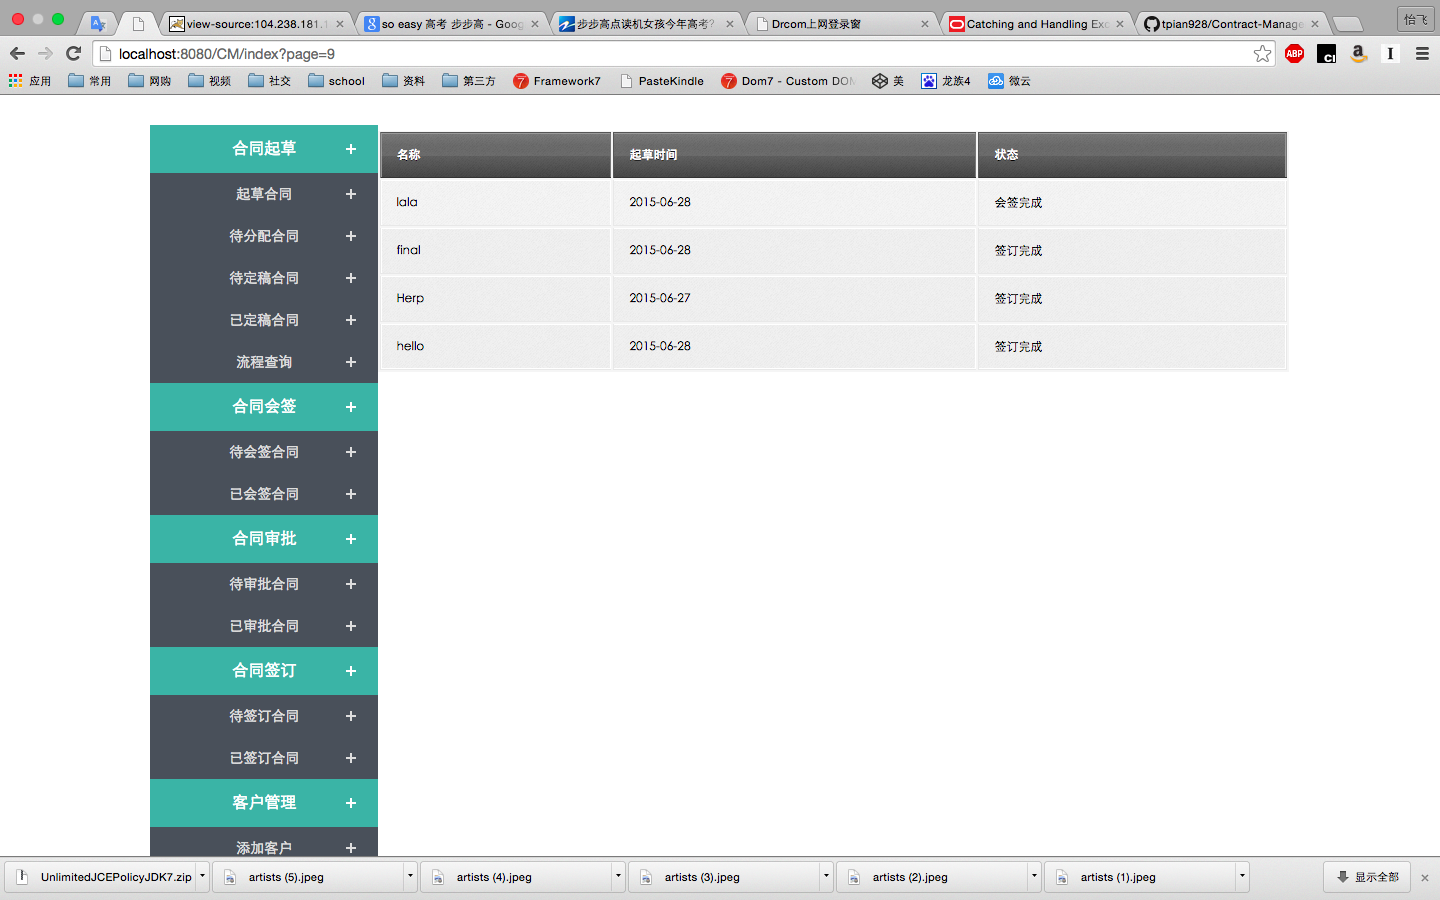 view-source:104.238.181.1
so easy 高考 步步高 - Goog
步步高点读机女孩今年高考?
Drcom上网登录窗
Catching and Handling Exc
tpian928/Contract-Manage
怡飞
localhost:8080/CM/index?page=9
ABP
应用
常用
网购
视频
社交
school
资料
第三方
Framework7
PasteKindle
Dom7 - Custom DOM
美
龙族4
微云
合同起草 +
起草合同 +
待分配合同 +
待定稿合同 +
已定稿合同 +
流程查询 +
合同会签 +
待会签合同 +
已会签合同 +
合同审批 +
待审批合同 +
已审批合同 +
合同签订 +
待签订合同 +
已签订合同 +
客户管理 +
添加客户 +
名称 起草时间 状态
lala 2015-06-28 会签完成
final 2015-06-28 签订完成
Herp 2015-06-27 签订完成
hello 2015-06-28 签订完成
UnlimitedJCEPolicyJDK7.zip
artists (5).jpeg
artists (4).jpeg
artists (3).jpeg
artists (2).jpeg
artists (1).jpeg
显示全部